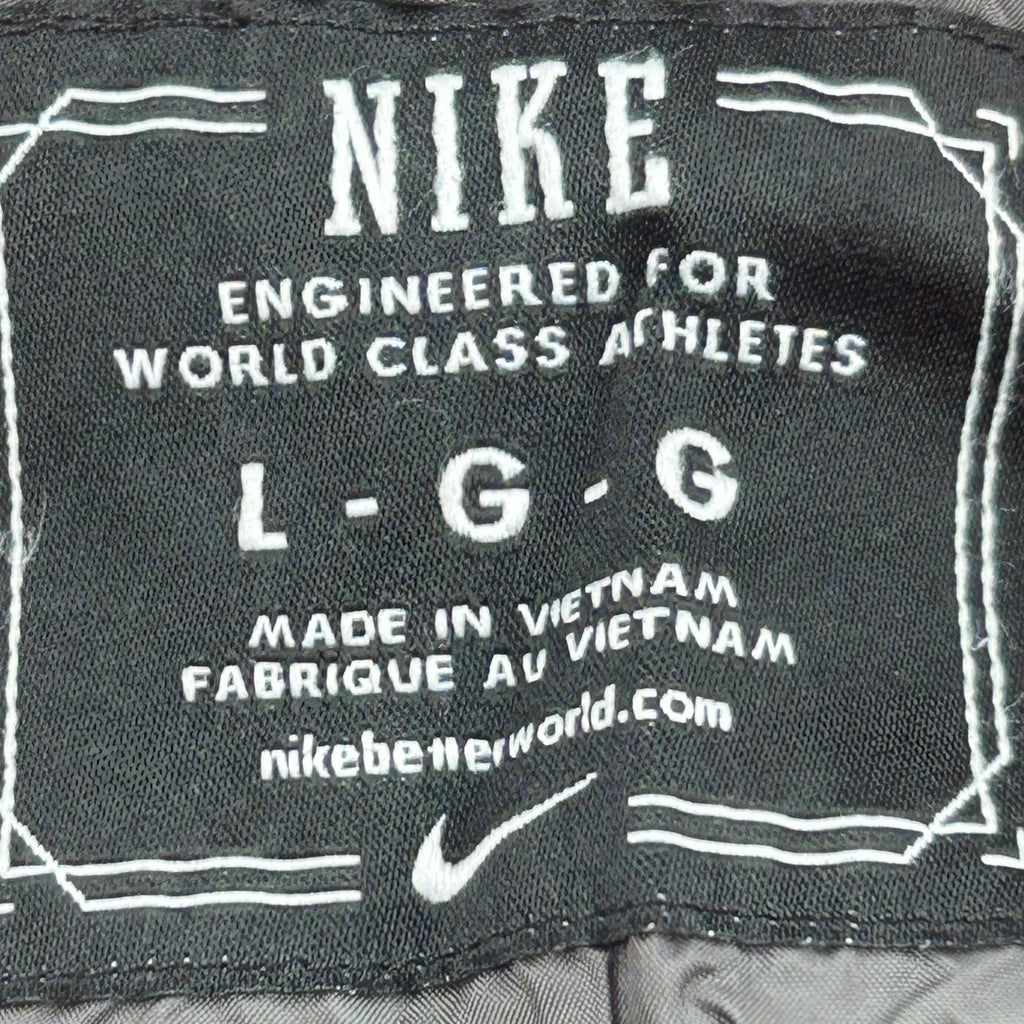 NIKE
ENGINEERED FOR
WORLD CLASS ATHLETES
L - G - G
MADE IN VIETNAM
FABRIQUE AU VIETNAM
nikebetterworld.com